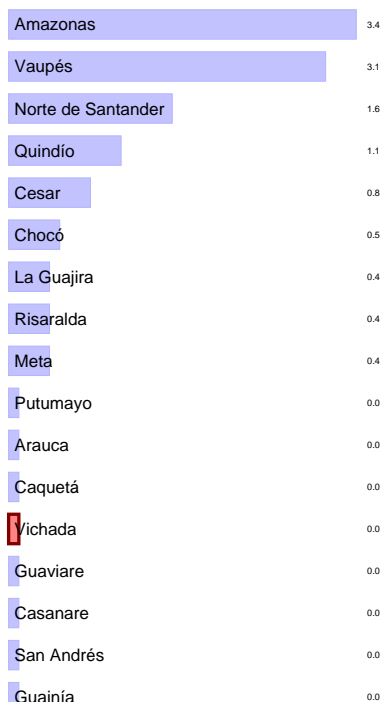 Amazonas 3.4
Vaupés 3.1
Norte de Santander 1.6
Quindío 1.1
Cesar 0.8
Chocó 0.5
La Guajira 0.4
Risaralda 0.4
Meta 0.4
Putumayo 0.0
Arauca 0.0
Caquetá 0.0
Vichada 0.0
Guaviare 0.0
Casanare 0.0
San Andrés 0.0
Guainía 0.0